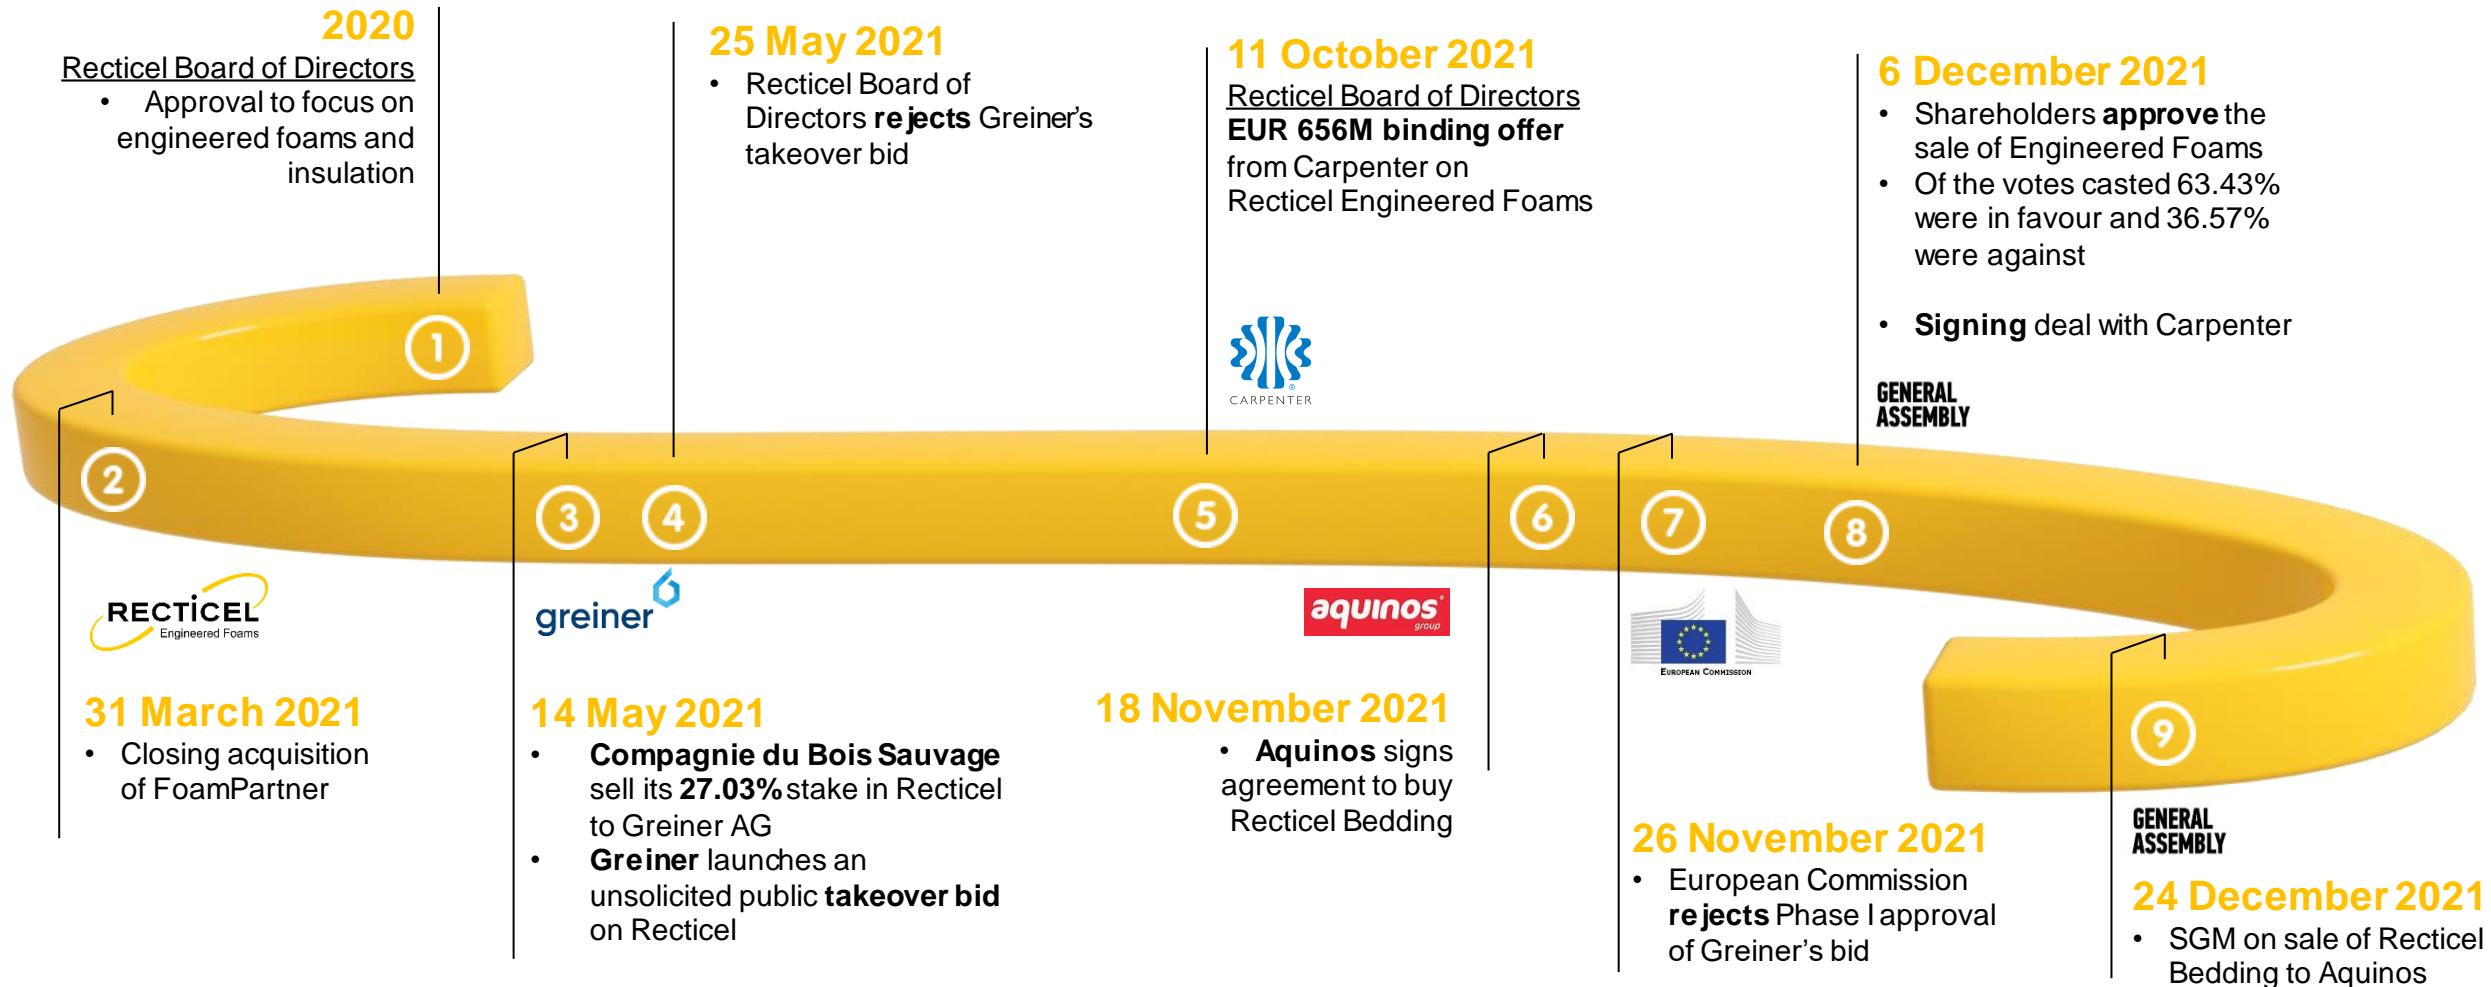 2020
Recticel Board of Directors
• Approval to focus on
engineered foams and
insulation
1
2
RECTICEL
Engineered Foams
31 March 2021
• Closing acquisition
of FoamPartner
3
greiner
14 May 2021
• Compagnie du Bois Sauvage
sell its 27.03% stake in Recticel
to Greiner AG
• Greiner launches an
unsolicited public takeover bid
on Recticel
25 May 2021
• Recticel Board of
Directors rejects Greiner's
takeover bid
4
11 October 2021
Recticel Board of Directors
EUR 656M binding offer
from Carpenter on
Recticel Engineered Foams
®
CARPENTER
5
6
aquinos
group
18 November 2021
• Aquinos signs
agreement to buy
Recticel Bedding
7
EUROPEAN COMMISSION
26 November 2021
• European Commission
rejects Phase I approval
of Greiner's bid
6 December 2021
• Shareholders approve the
sale of Engineered Foams
• Of the votes casted 63.43%
were in favour and 36.57%
were against
• Signing deal with Carpenter
GENERAL
ASSEMBLY
8
9
GENERAL
ASSEMBLY
24 December 2021
• SGM on sale of Recticel
Bedding to Aquinos